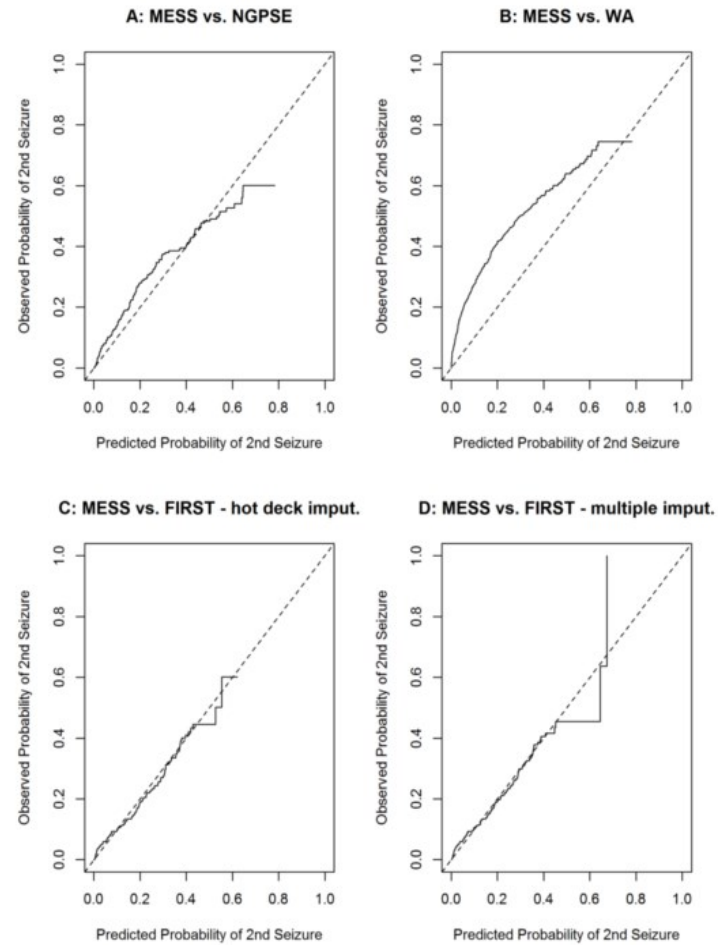 A: MESS vs. NGPSE
Observed Probability of 2nd Seizure
1.0
0.8
0.6
0.4
0.2
0.0
0.0 0.2 0.4 0.6 0.8 1.0
Predicted Probability of 2nd Seizure
B: MESS vs. WA
Observed Probability of 2nd Seizure
1.0
0.8
0.6
0.4
0.2
0.0
0.0 0.2 0.4 0.6 0.8 1.0
Predicted Probability of 2nd Seizure
C: MESS vs. FIRST - hot deck imput.
Observed Probability of 2nd Seizure
1.0
0.8
0.6
0.4
0.2
0.0
0.0 0.2 0.4 0.6 0.8 1.0
Predicted Probability of 2nd Seizure
D: MESS vs. FIRST - multiple imput.
Observed Probability of 2nd Seizure
1.0
0.8
0.6
0.4
0.2
0.0
0.0 0.2 0.4 0.6 0.8 1.0
Predicted Probability of 2nd Seizure